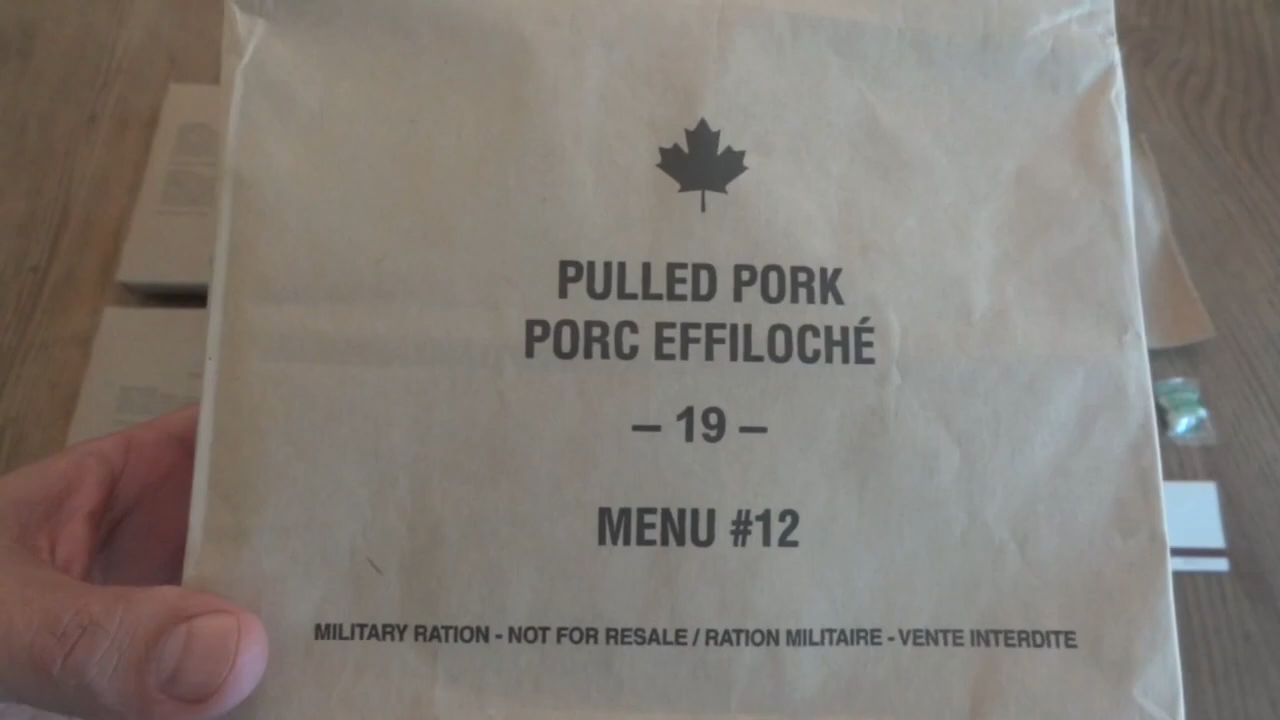 PULLED PORK
PORC EFFILOCHÉ
– 19 –
MENU #12
MILITARY RATION - NOT FOR RESALE / RATION MILITAIRE - VENTE INTERDITE